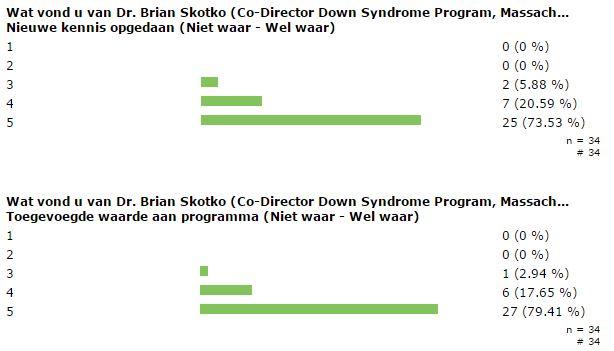 Wat vond u van Dr. Brian Skotko (Co-Director Down Syndrome Program, Massach...
Nieuwe kennis opgedaan (Niet waar - Wel waar)
1 0 (0 %)
2 0 (0 %)
3 2 (5.88 %)
4 7 (20.59 %)
5 25 (73.53 %)
n = 34
# 34
Wat vond u van Dr. Brian Skotko (Co-Director Down Syndrome Program, Massach...
Toegevoegde waarde aan programma (Niet waar - Wel waar)
1 0 (0 %)
2 0 (0 %)
3 1 (2.94 %)
4 6 (17.65 %)
5 27 (79.41 %)
n = 34
# 34